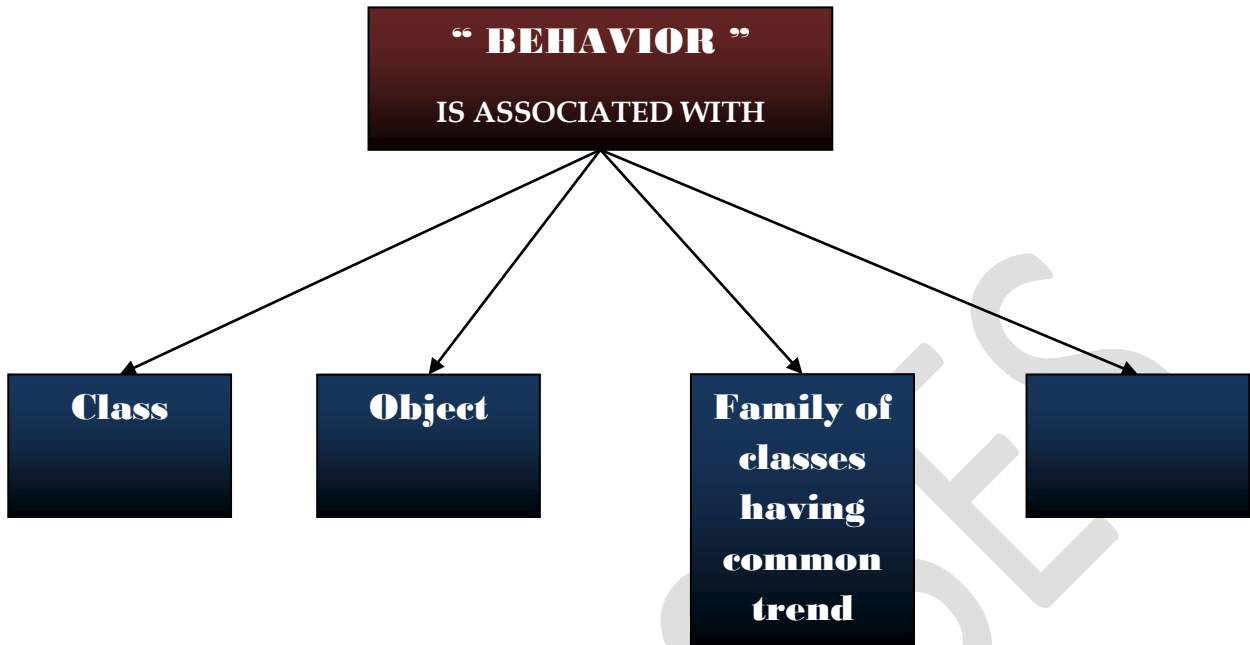 “ BEHAVIOR ”
IS ASSOCIATED WITH
Class
Object
Family of
classes
having
common
trend